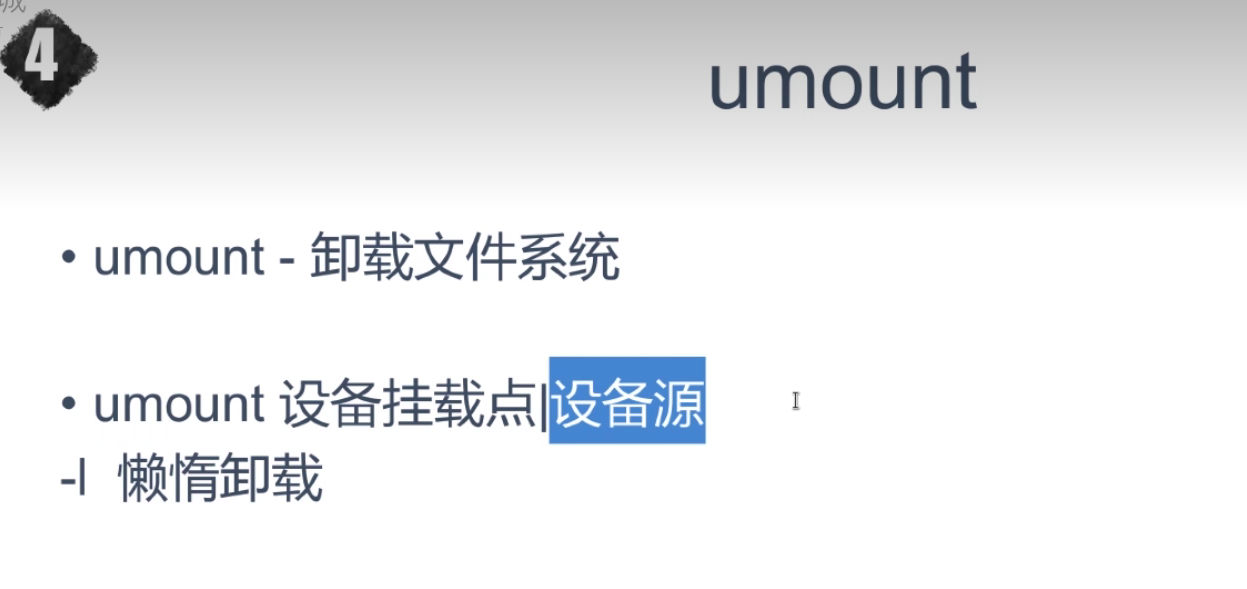 城
4
umount
• umount - 卸载文件系统
• umount 设备挂载点|设备源
-l 懒惰卸载